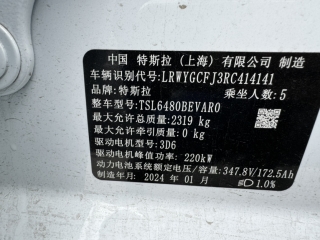 中国 特斯拉(上海)有限公司 制造
车辆识别代号:LRWYGCFJ3RC414141
品牌:特斯拉 乘坐人数:5
整车型号:TSL6480BEVAR0
最大允许总质量:2319 kg
最大允许牵引质量:0 kg
驱动电机型号:3D6
驱动电机峰值功率:220kW
动力电池系统额定电压/容量:347.8V/172.5Ah
制造年月:2024 年 01 月 1.0%